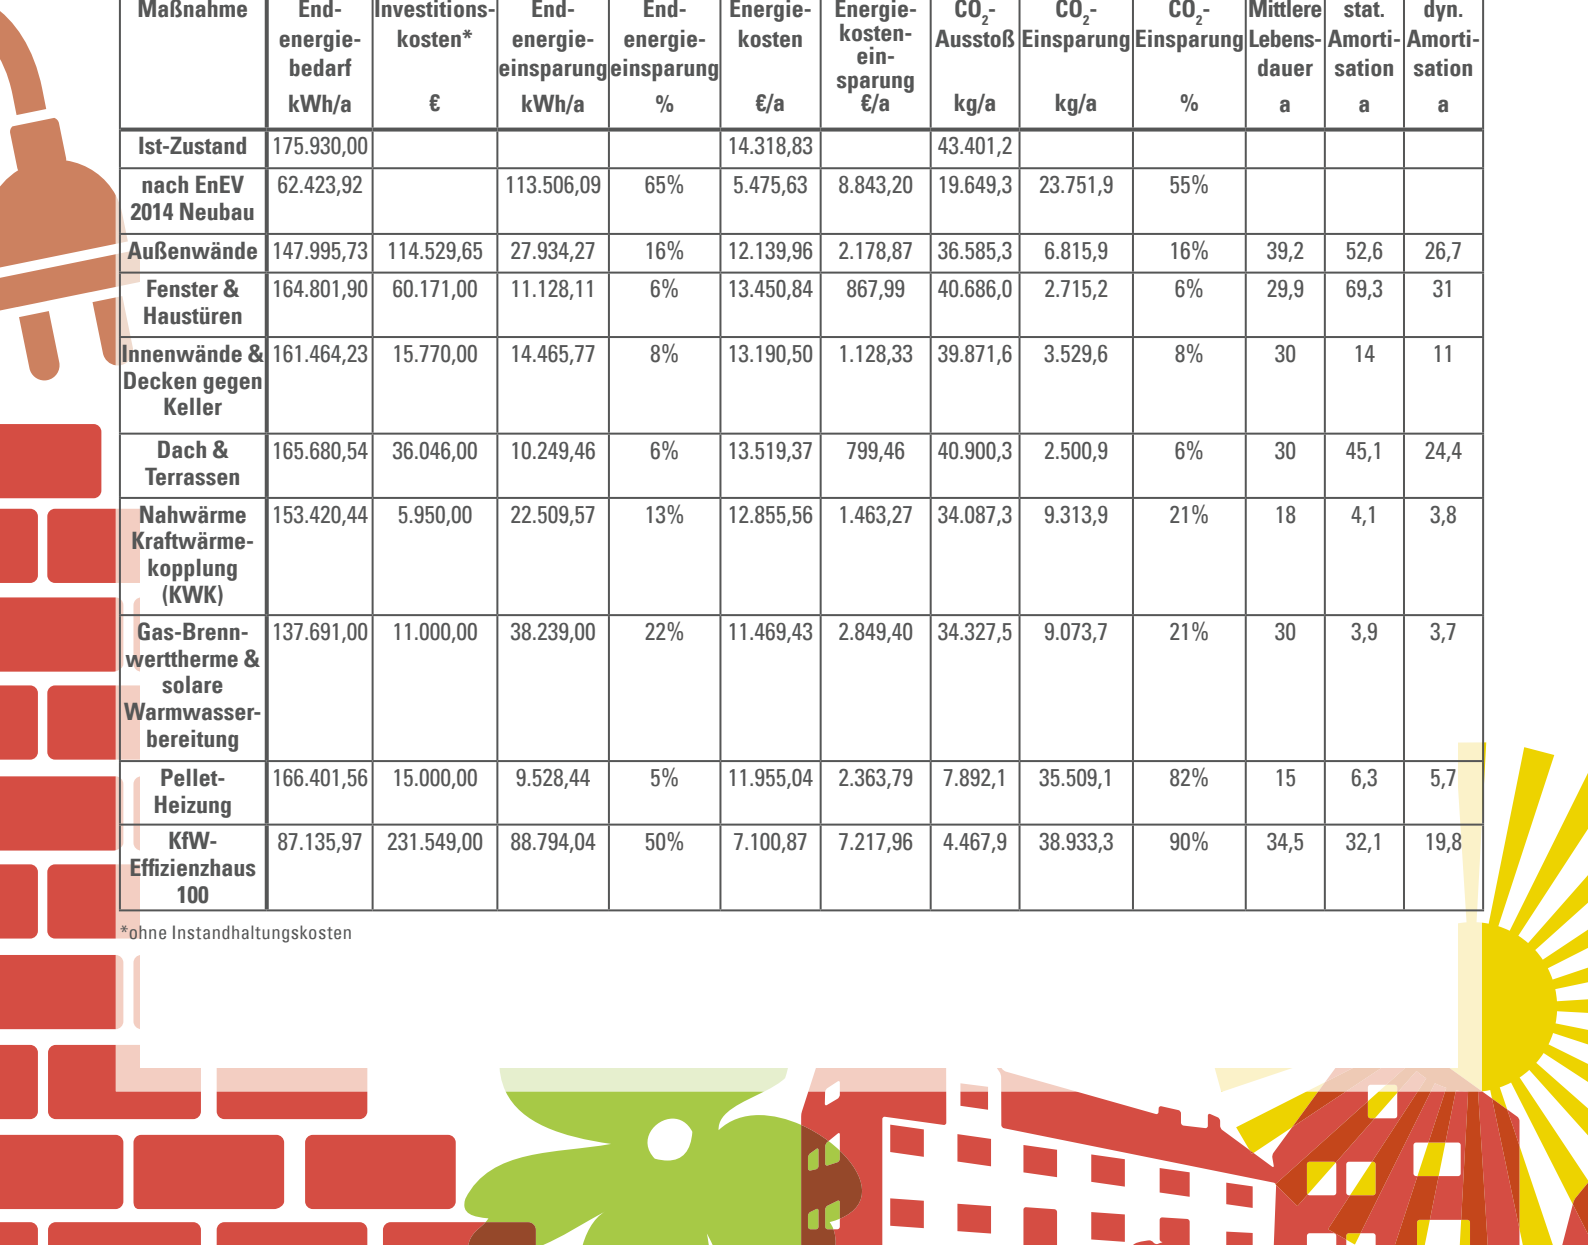 Maßnahme End-energie-bedarf kWh/a Investitions-kosten* € End-energie-einsparung kWh/a End-energie-einsparung % Energie-kosten €/a Energie-kosten-ein-sparung €/a CO2-Ausstoß kg/a CO2-Einsparung kg/a CO2-Einsparung % Mittlere Lebens-dauer a stat. Amorti-sation a dyn. Amorti-sation a
Ist-Zustand 175.930,00 14.318,83 43.401,2
nach EnEV 62.423,92 113.506,09 65% 5.475,63 8.843,20 19.649,3 23.751,9 55%
2014 Neubau
Außenwände 147.995,73 114.529,65 27.934,27 16% 12.139,96 2.178,87 36.585,3 6.815,9 16% 39,2 52,6 26,7
Fenster & 164.801,90 60.171,00 11.128,11 6% 13.450,84 867,99 40.686,0 2.715,2 6% 29,9 69,3 31
Haustüren
Innenwände & 161.464,23 15.770,00 14.465,77 8% 13.190,50 1.128,33 39.871,6 3.529,6 8% 30 14 11
Decken gegen
Keller
Dach & 165.680,54 36.046,00 10.249,46 6% 13.519,37 799,46 40.900,3 2.500,9 6% 30 45,1 24,4
Terrassen
Nahwärme 153.420,44 5.950,00 22.509,57 13% 12.855,56 1.463,27 34.087,3 9.313,9 21% 18 4,1 3,8
Kraftwärme-
kopplung
(KWK)
Gas-Brenn- 137.691,00 11.000,00 38.239,00 22% 11.469,43 2.849,40 34.327,5 9.073,7 21% 30 3,9 3,7
werttherme &
solare
Warmwasser-
bereitung
Pellet- 166.401,56 15.000,00 9.528,44 5% 11.955,04 2.363,79 7.892,1 35.509,1 82% 15 6,3 5,7
Heizung
KfW- 87.135,97 231.549,00 88.794,04 50% 7.100,87 7.217,96 4.467,9 38.933,3 90% 34,5 32,1 19,8
Effizienzhaus
100
*ohne Instandhaltungskosten